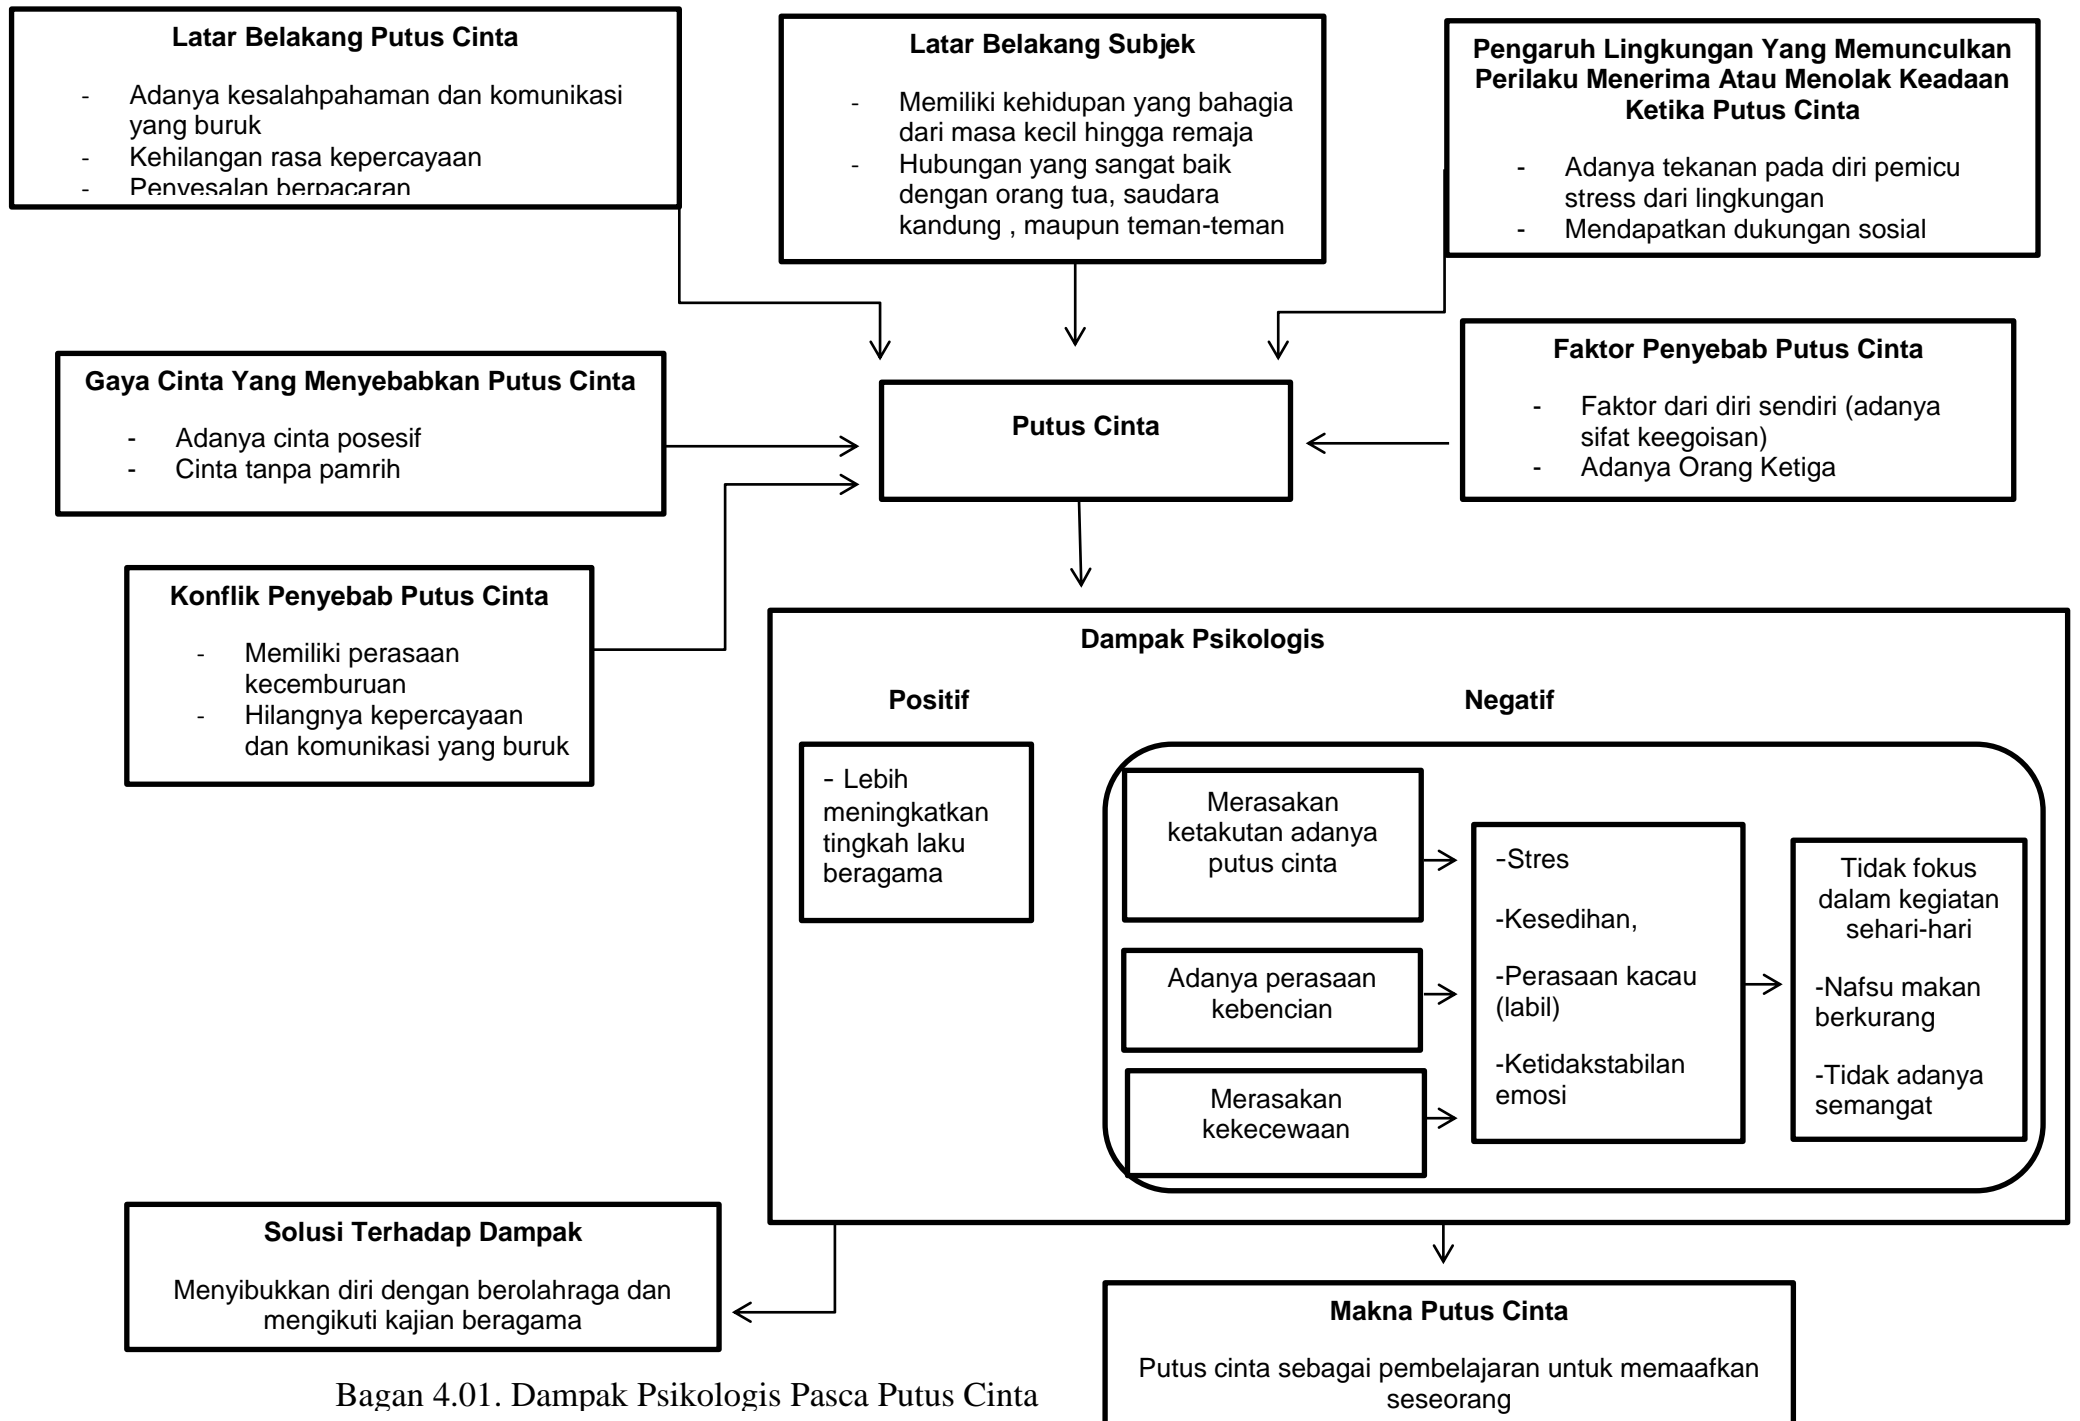 Latar Belakang Putus Cinta
- Adanya kesalahpahaman dan komunikasi
yang buruk
- Kehilangan rasa kepercayaan
- Penyesalan berpacaran
Latar Belakang Subjek
- Memiliki kehidupan yang bahagia
dari masa kecil hingga remaja
- Hubungan yang sangat baik
dengan orang tua, saudara
kandung , maupun teman-teman
Pengaruh Lingkungan Yang Memunculkan
Perilaku Menerima Atau Menolak Keadaan
Ketika Putus Cinta
- Adanya tekanan pada diri pemicu
stress dari lingkungan
- Mendapatkan dukungan sosial
Gaya Cinta Yang Menyebabkan Putus Cinta
- Adanya cinta posesif
- Cinta tanpa pamrih
Putus Cinta
Faktor Penyebab Putus Cinta
- Faktor dari diri sendiri (adanya
sifat keegoisan)
- Adanya Orang Ketiga
Konflik Penyebab Putus Cinta
- Memiliki perasaan
kecemburuan
- Hilangnya kepercayaan
dan komunikasi yang buruk
Dampak Psikologis
Positif
- Lebih
meningkatkan
tingkah laku
beragama
Negatif
Merasakan
ketakutan adanya
putus cinta
Adanya perasaan
kebencian
Merasakan
kekecewaan
-Stres
-Kesedihan,
-Perasaan kacau
(labil)
-Ketidakstabilan
emosi
Tidak fokus
dalam kegiatan
sehari-hari
-Nafsu makan
berkurang
-Tidak adanya
semangat
Solusi Terhadap Dampak
Menyibukkan diri dengan berolahraga dan
mengikuti kajian beragama
Makna Putus Cinta
Putus cinta sebagai pembelajaran untuk memaafkan
seseorang
Bagan 4.01. Dampak Psikologis Pasca Putus Cinta